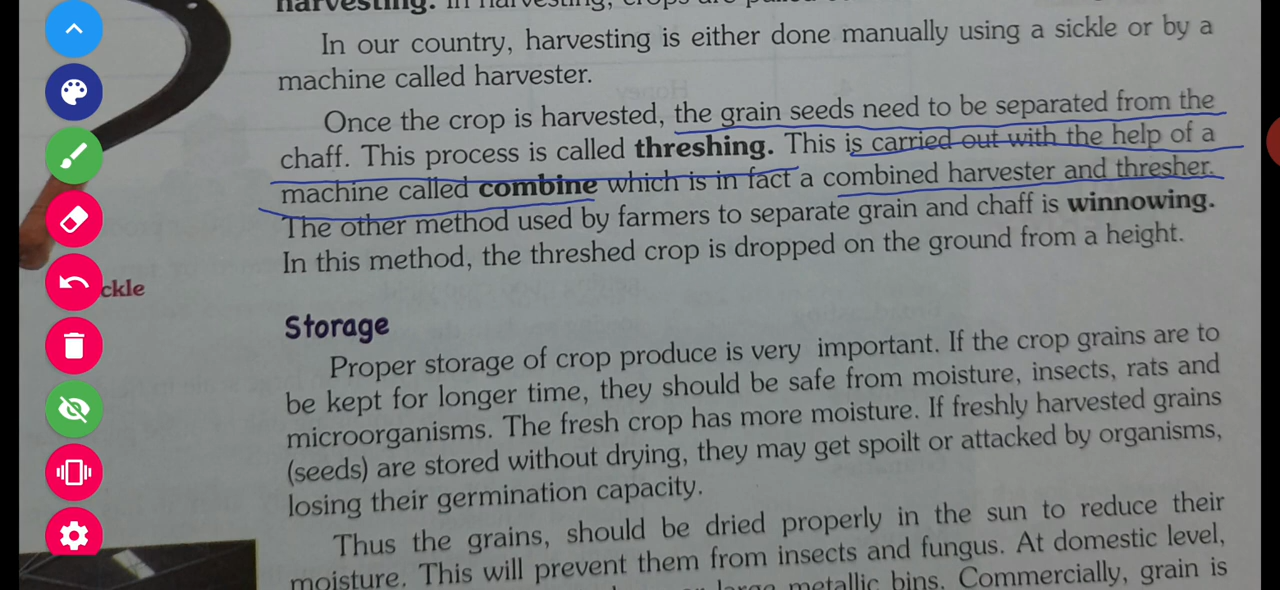 harvesting. In harvesting, crops are
In our country, harvesting is either done manually using a sickle or by a
machine called harvester.
Once the crop is harvested, the grain seeds need to be separated from the
chaff. This process is called threshing. This is carried out with the help of a
machine called combine which is in fact a combined harvester and thresher.
The other method used by farmers to separate grain and chaff is winnowing.
In this method, the threshed crop is dropped on the ground from a height.
ckle
Storage
Proper storage of crop produce is very important. If the crop grains are to
be kept for longer time, they should be safe from moisture, insects, rats and
microorganisms. The fresh crop has more moisture. If freshly harvested grains
(seeds) are stored without drying, they may get spoilt or attacked by organisms,
losing their germination capacity.
Thus the grains, should be dried properly in the sun to reduce their
moisture. This will prevent them from insects and fungus. At domestic level,
large metallic bins. Commercially, grain is